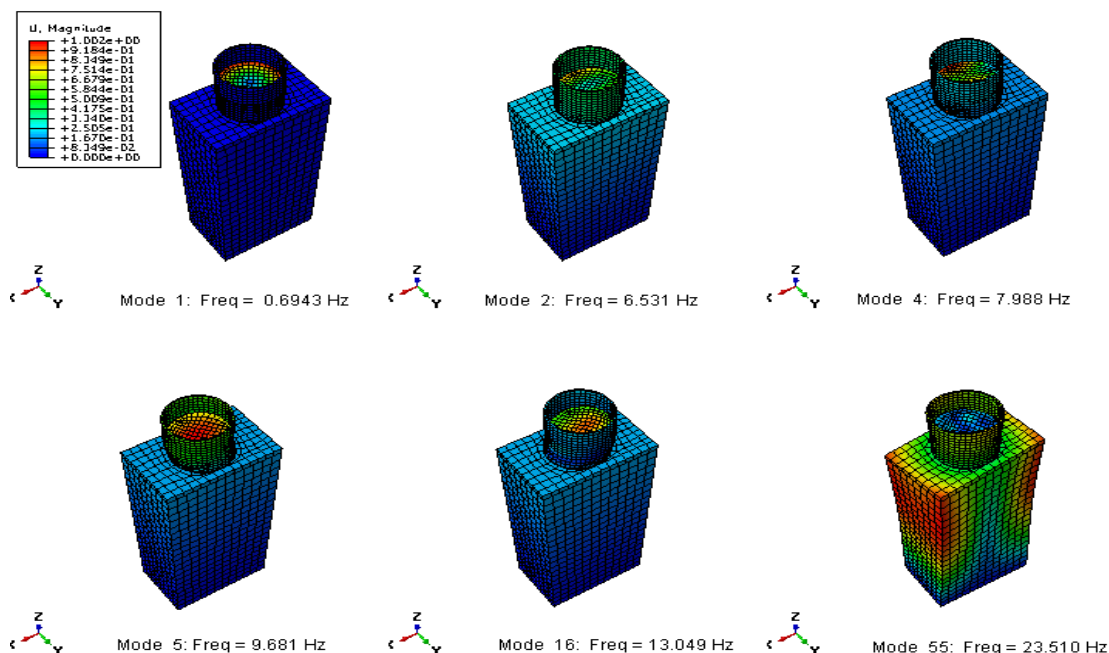 U, Magnitude
+1.002e+00
+9.184e-01
+8.349e-01
+7.514e-01
+6.679e-01
+5.844e-01
+5.009e-01
+4.175e-01
+3.340e-01
+2.505e-01
+1.670e-01
+8.349e-02
+0.000e+00
Z
Y
Mode 1: Freq = 0.6943 Hz
Z
Y
Mode 2: Freq = 6.531 Hz
Z
Y
Mode 4: Freq = 7.988 Hz
Z
Y
Mode 5: Freq = 9.681 Hz
Z
Y
Mode 16: Freq = 13.049 Hz
Z
Y
Mode 55: Freq = 23.510 Hz